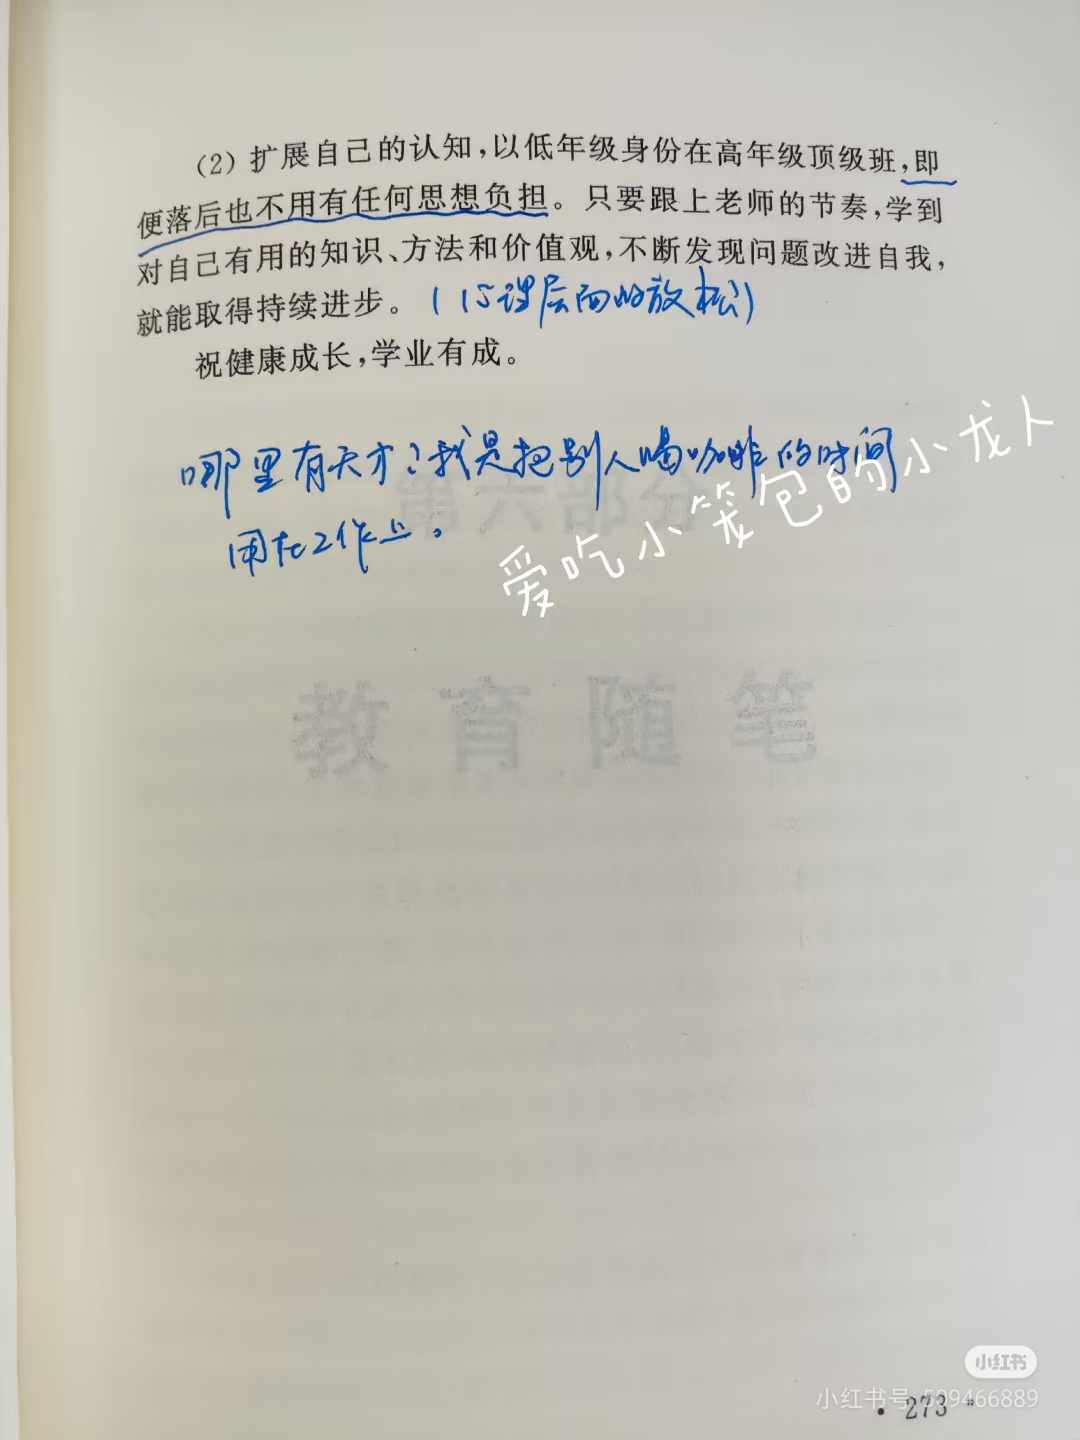 (2) 扩展自己的认知,以低年级身份在高年级顶级班,即
便落后也不用有任何思想负担。只要跟上老师的节奏,学到
对自己有用的知识、方法和价值观,不断发现问题改进自我,
就能取得持续进步。(心理层面的放松)
祝健康成长,学业有成。
哪里有天才?我是把别人喝咖啡的时间
用在工作上。
爱吃小笼包的小龙人
第六部分
教育随笔
小红书
小红书号:509466889
·273·